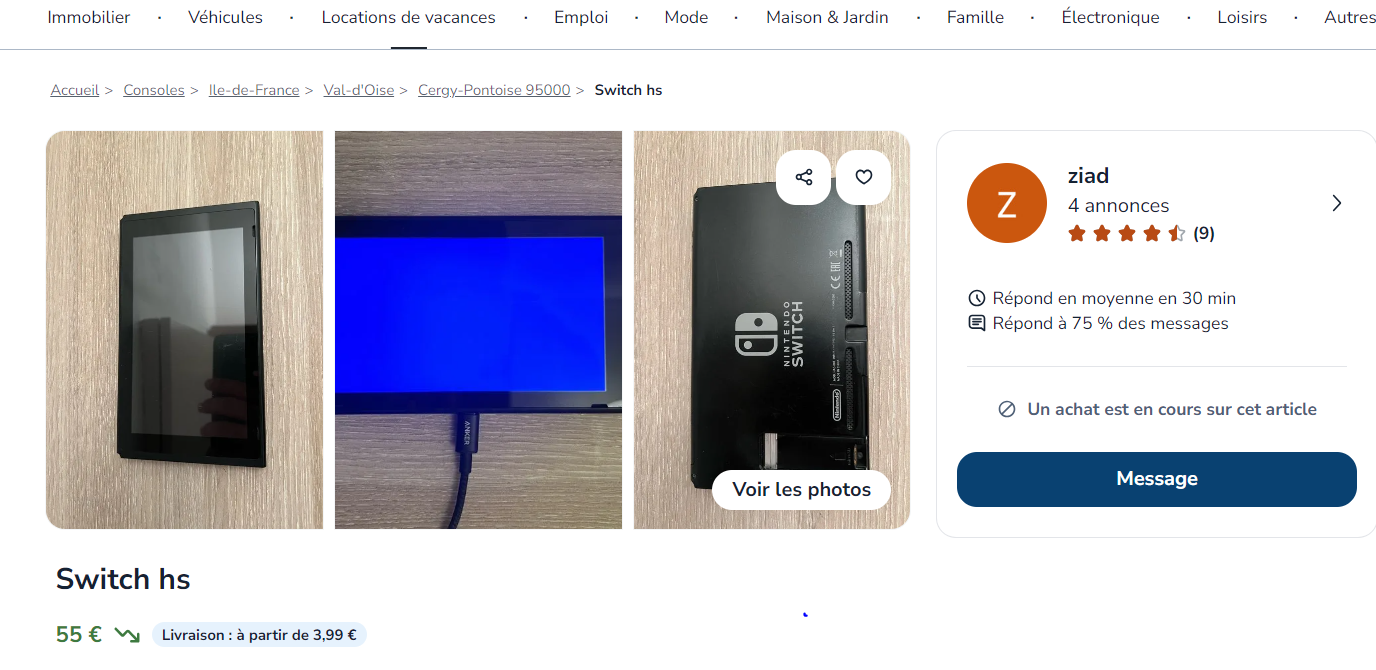 Immobilier · Véhicules · Locations de vacances · Emploi · Mode · Maison & Jardin · Famille · Électronique · Loisirs · Autres
Accueil > Consoles > Ile-de-France > Val-d'Oise > Cergy-Pontoise 95000 > Switch hs
ANKER
NINTENDO
SWITCH
Nintendo
Voir les photos
Z
ziad
4 annonces
(9)
Répond en moyenne en 30 min
Répond à 75 % des messages
Un achat est en cours sur cet article
Message
Switch hs
55 €
Livraison : à partir de 3,99 €